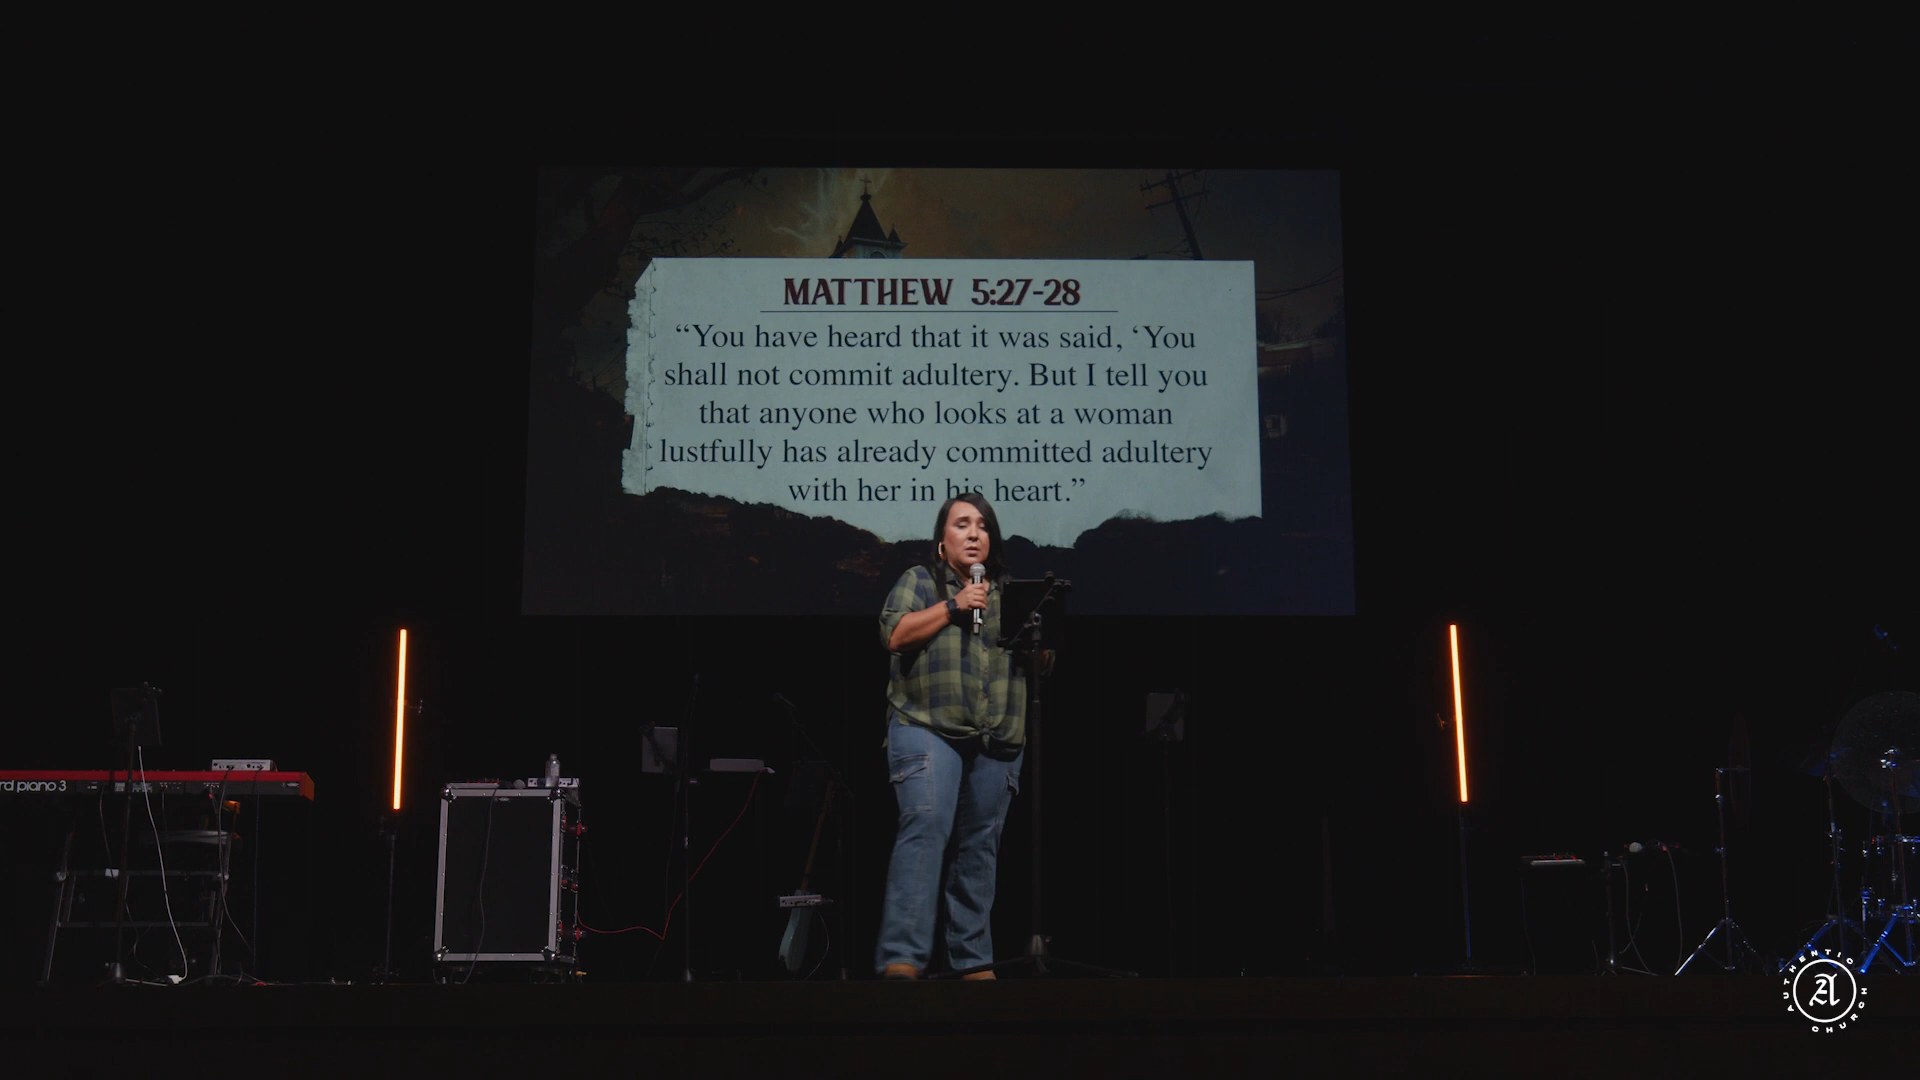 MATTHEW 5:27-28
“You have heard that it was said, ‘You
shall not commit adultery. But I tell you
that anyone who looks at a woman
lustfully has already committed adultery
with her in his heart.”
rd piano 3
AUTHENTIC
A
CHURCH